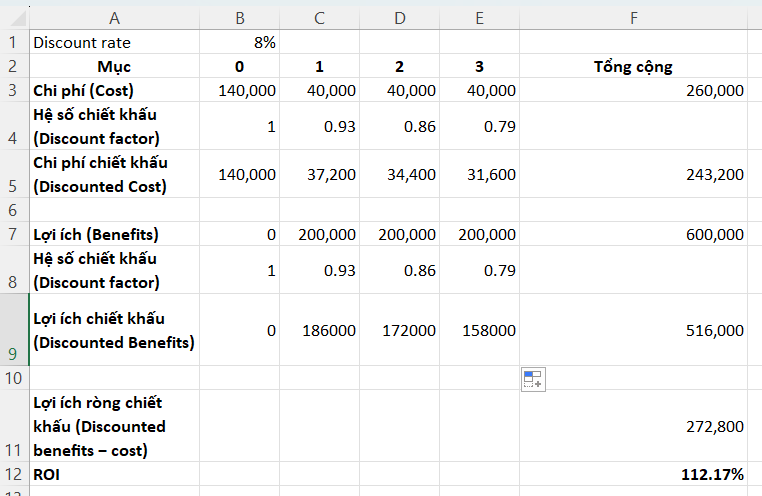 A B C D E F
1 Discount rate 8%
2 Mục 0 1 2 3 Tổng cộng
3 Chi phí (Cost) 140,000 40,000 40,000 40,000 260,000
Hệ số chiết khấu
4 (Discount factor) 1 0.93 0.86 0.79
Chi phí chiết khấu
5 (Discounted Cost) 140,000 37,200 34,400 31,600 243,200
6
7 Lợi ích (Benefits) 0 200,000 200,000 200,000 600,000
Hệ số chiết khấu
8 (Discount factor) 1 0.93 0.86 0.79
Lợi ích chiết khấu
9 (Discounted Benefits) 0 186000 172000 158000 516,000
10
Lợi ích ròng chiết
khấu (Discounted
11 benefits – cost) 272,800
12 ROI 112.17%